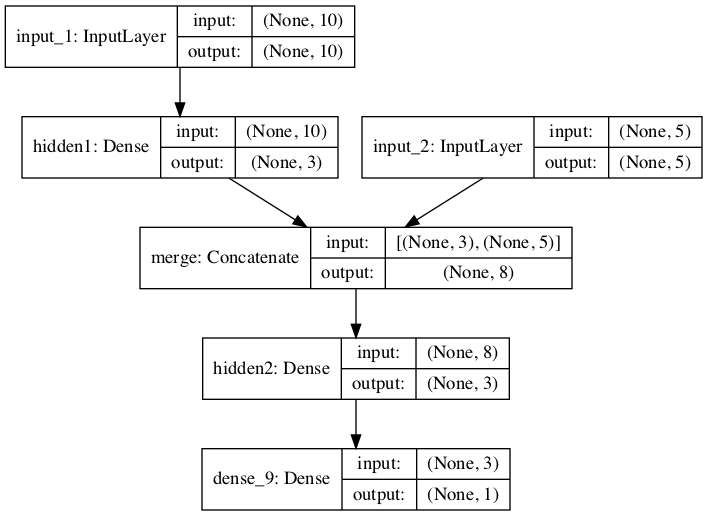 input_1: InputLayer
input:
(None, 10)
output:
(None, 10)
hidden1: Dense
input:
(None, 10)
output:
(None, 3)
input_2: InputLayer
input:
(None, 5)
output:
(None, 5)
merge: Concatenate
input:
[(None, 3), (None, 5)]
output:
(None, 8)
hidden2: Dense
input:
(None, 8)
output:
(None, 3)
dense_9: Dense
input:
(None, 3)
output:
(None, 1)